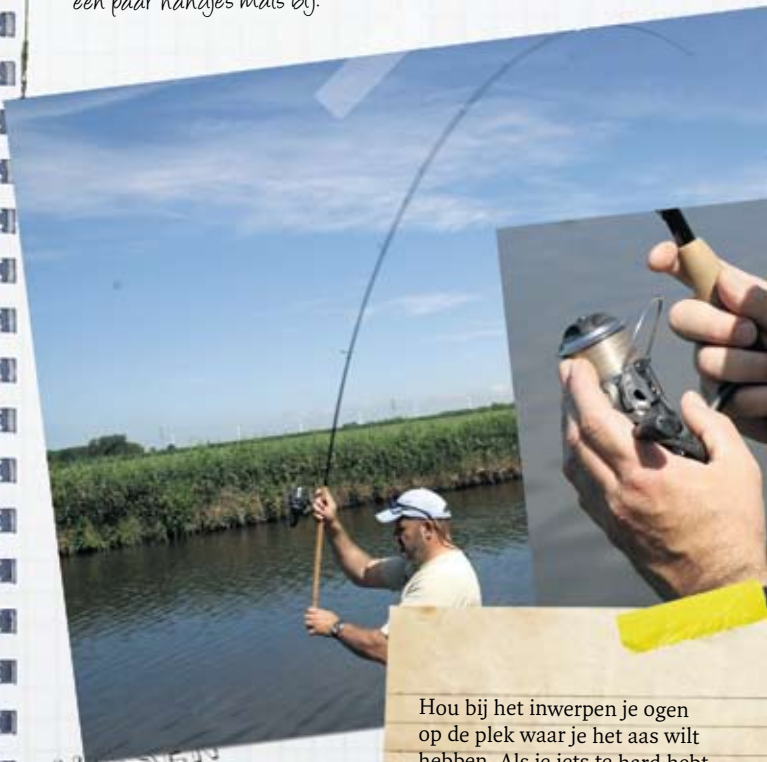 een paar handjes maïs bij.
Hou bij het inwerpen je ogen
op de plek waar je het aas wilt
hebben. Als je iets te hard hebt